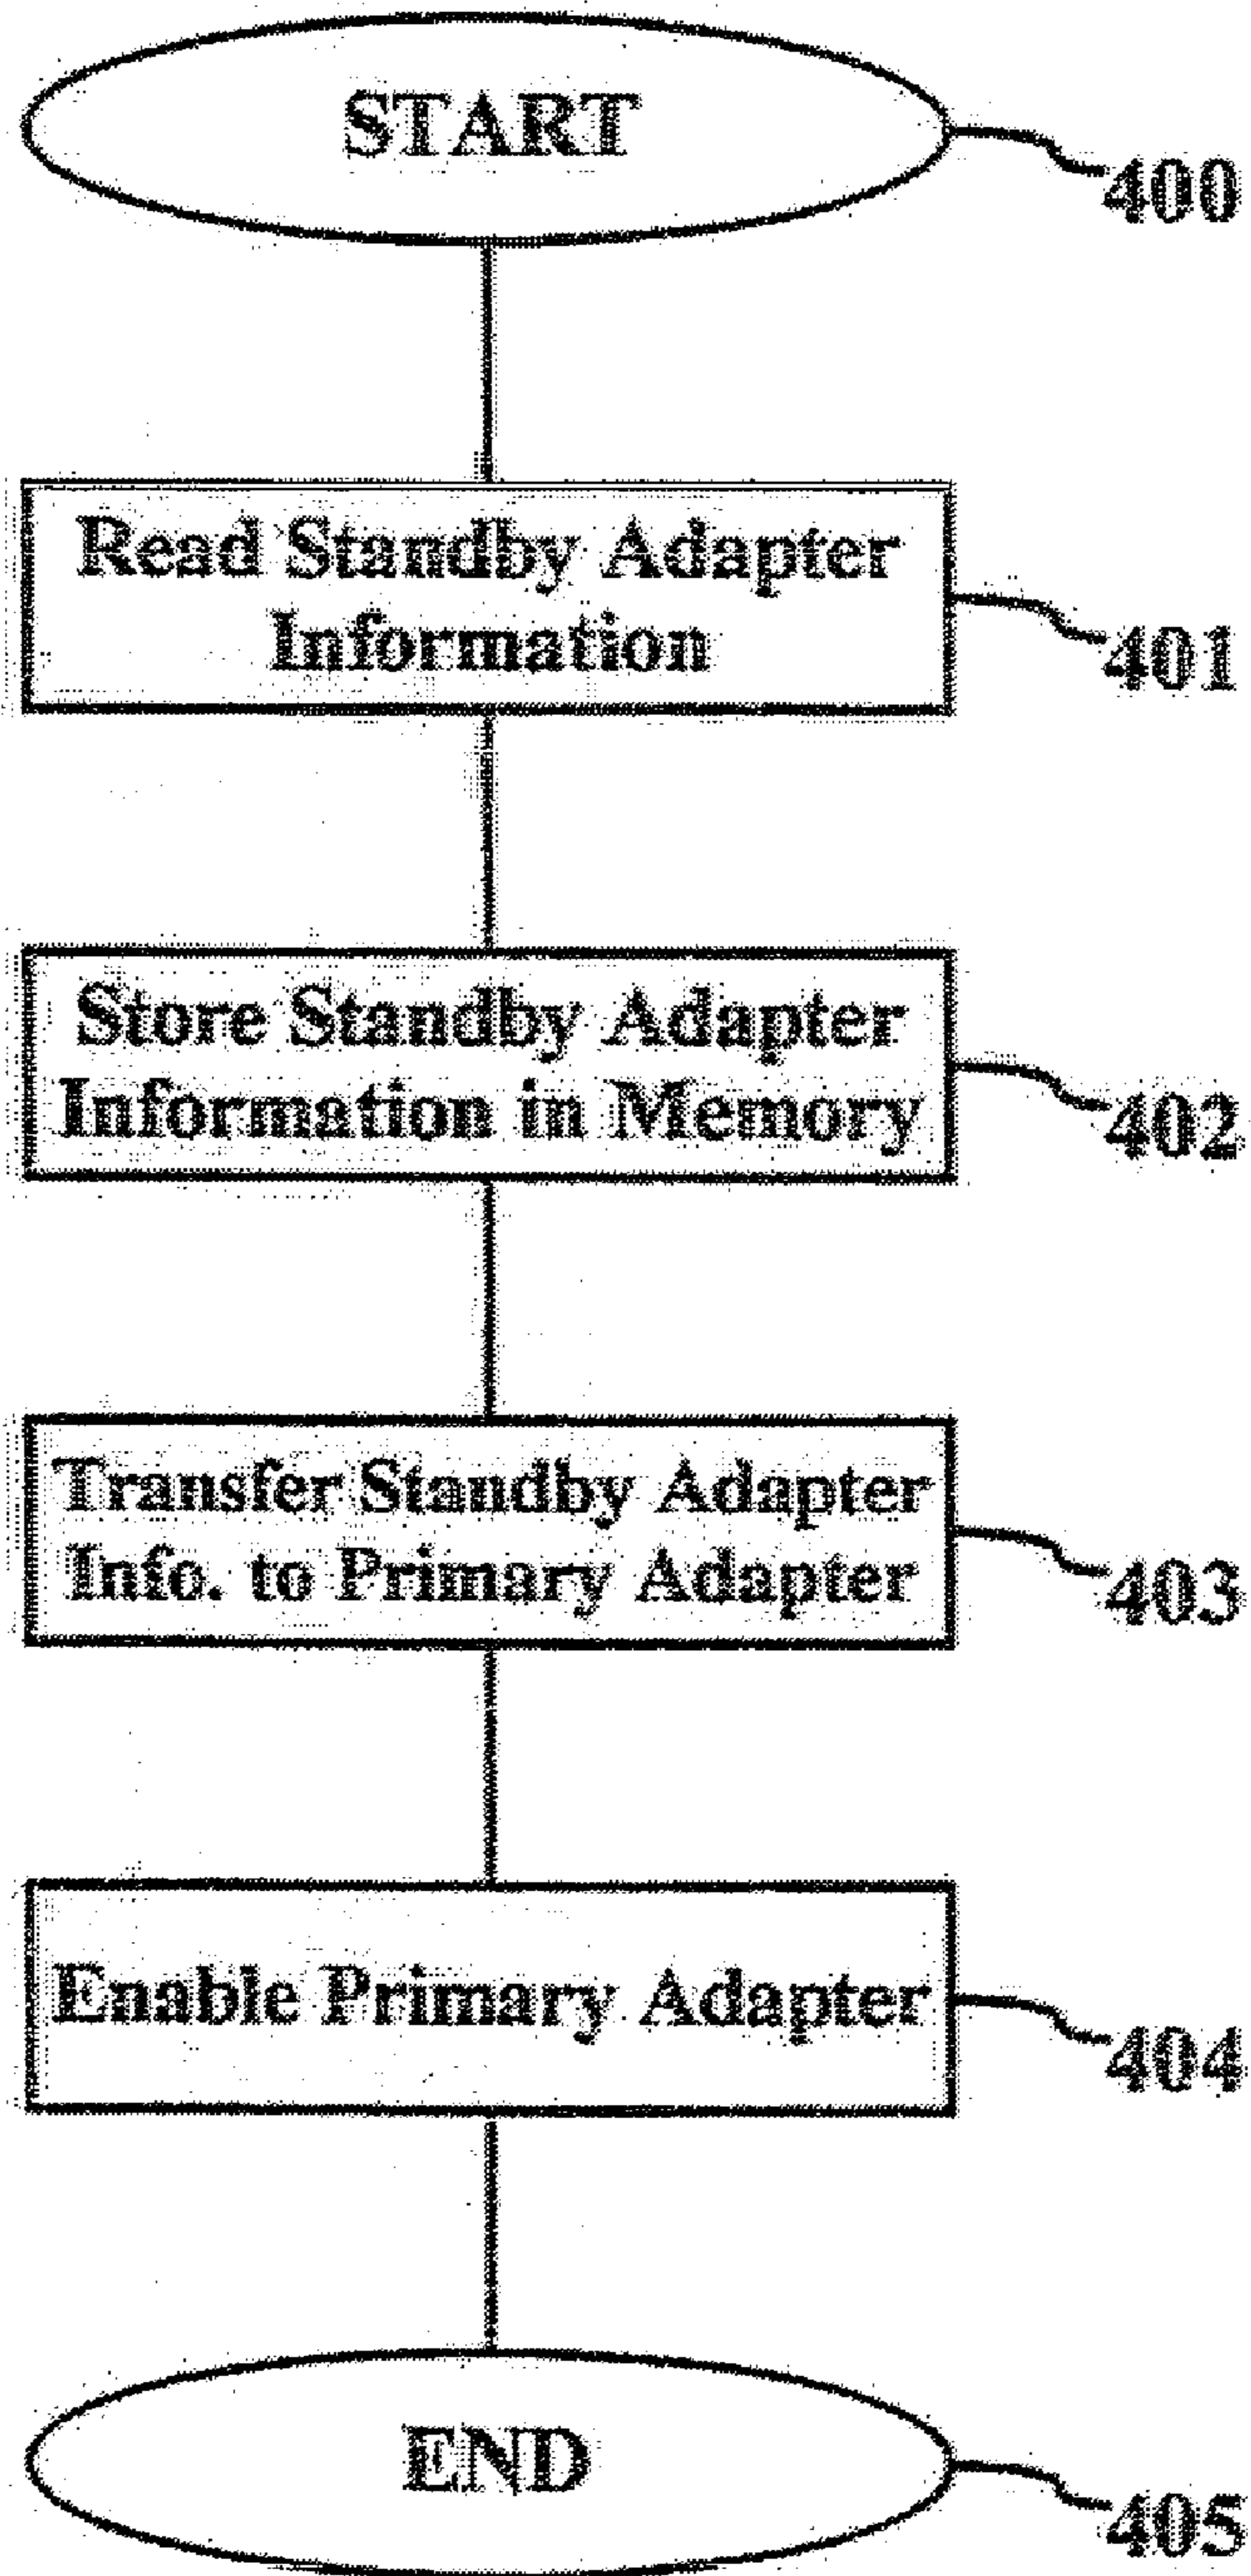 START
400
Read Standby Adapter
Information
401
Store Standby Adapter
Information in Memory
402
Transfer Standby Adapter
Info. to Primary Adapter
403
Enable Primary Adapter
404
END
405